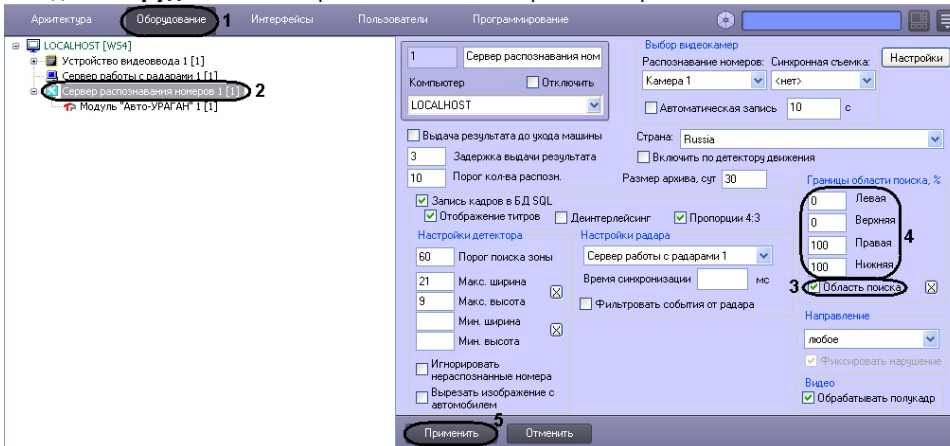 Архитектура Оборудование 1 Интерфейсы Пользователи Программирование
LOCALHOST [WS4]
Устройство видеоввода 1 [1]
Сервер работы с радарами 1 [1]
Сервер распознавания номеров 1 [1] 2
Модуль "Авто-УРАГАН" 1 [1]
1 Сервер распознавания ном
Компьютер Отключить
LOCALHOST
Выбор видеокамер
Распознавание номеров: Синхронная съемка: Настройки
Камера 1 <нет>
Автоматическая запись 10 с
Выдача результата до ухода машины
3 Задержка выдачи результата
10 Порог кол-ва распозн.
Страна: Russia
Включить по детектору движения
Размер архива, сут 30
Запись кадров в БД SQL
Отображение титров Деинтерлейсинг Пропорции 4:3
Границы области поиска, %
0 Левая
0 Верхняя
100 Правая 4
100 Нижняя
3 Область поиска
Настройки детектора
60 Порог поиска зоны
21 Макс. ширина
9 Макс. высота
Мин. ширина
Мин. высота
Игнорировать
нераспознанные номера
Вырезать изображение с
автомобилем
Настройки радара
Сервер работы с радарами 1
Время синхронизации мс
Фильтровать события от радара
Направление
любое
Фиксировать нарушение
Видео
Обрабатывать полукадр
5
Применить Отменить